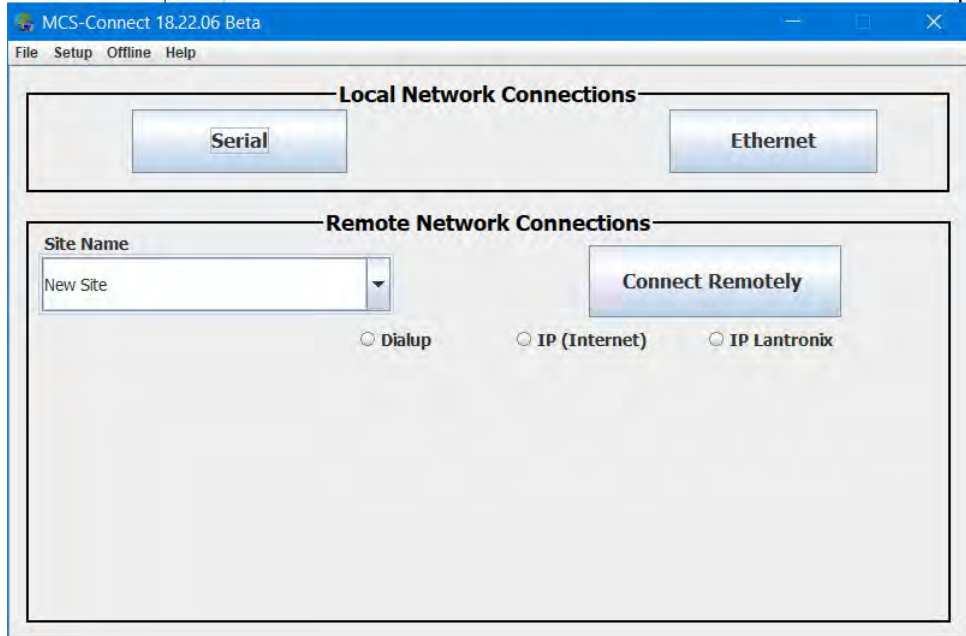 MCS-Connect 18.22.06 Beta
File Setup Offline Help
Local Network Connections
Serial Ethernet
Remote Network Connections
Site Name
New Site
Connect Remotely
Dialup IP (Internet) IP Lantronix